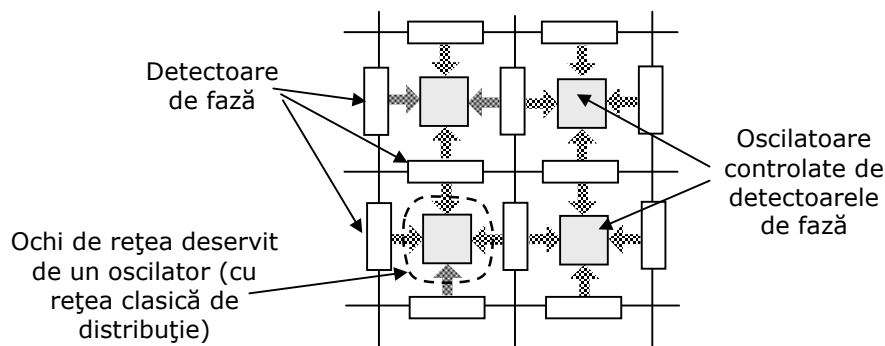 Detectoare
de fază
Oscilatoare
controlate de
detectoarele
de fază
Ochi de reţea deservit
de un oscilator (cu
reţea clasică de
distribuţie)